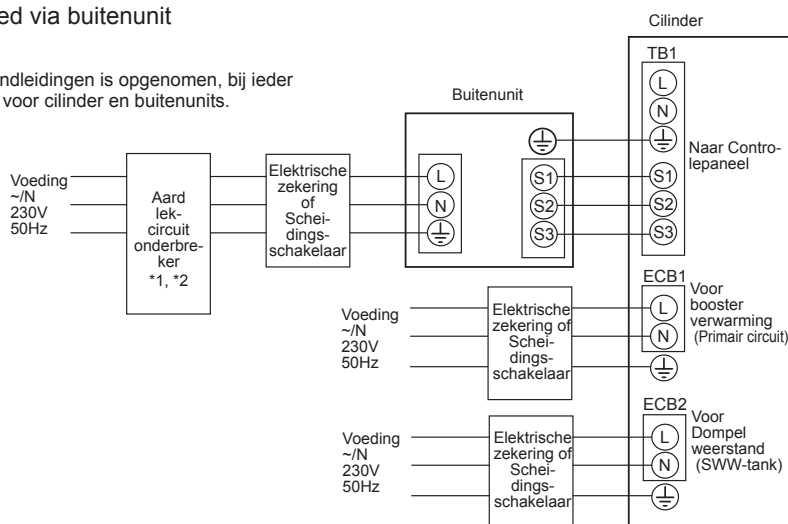 ed via buitenunit
ndleidingen is opgenomen, bij ieder
voor cilinder en buitenunits.
Cilinder
TB1
L
N
Naar Contro-
lepaneel
S1
S2
S3
Buitenunit
L
N
S1
S2
S3
Voeding
~/N
230V
50Hz
Aard
lek-
circuit
onderbre-
ker
*1, *2
Elektrische
zekering
of
Schei-
dings-
schakelaar
ECB1
L
N
Voor
booster
verwarming
(Primair circuit)
Voeding
~/N
230V
50Hz
Elektrische
zekering of
Schei-
dings-
schakelaar
ECB2
L
N
Voor
Dompel
weerstand
(SWW-tank)
Voeding
~/N
230V
50Hz
Elektrische
zekering of
Schei-
dings-
schakelaar